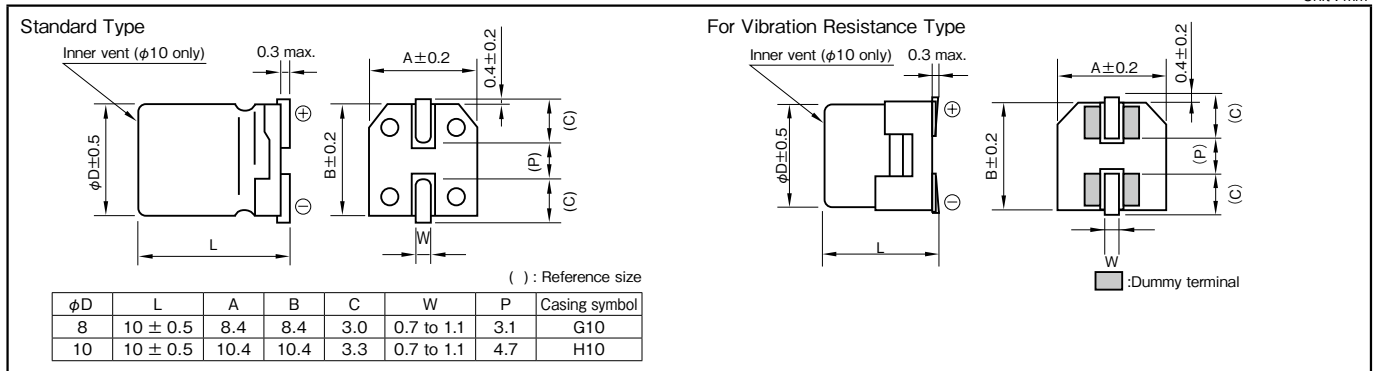 Standard Type
Inner vent (φ10 only)
0.3 max.
A±0.2
0.4±0.2
φD±0.5
B±0.2
(C)
(P)
(C)
⊕
⊖
L
W
( ) : Reference size
φD L A B C W P Casing symbol
8 10 ± 0.5 8.4 8.4 3.0 0.7 to 1.1 3.1 G10
10 10 ± 0.5 10.4 10.4 3.3 0.7 to 1.1 4.7 H10
For Vibration Resistance Type
Inner vent (φ10 only)
0.3 max.
A±0.2
0.4±0.2
φD±0.5
B±0.2
(C)
(P)
(C)
⊕
⊖
L
W
:Dummy terminal